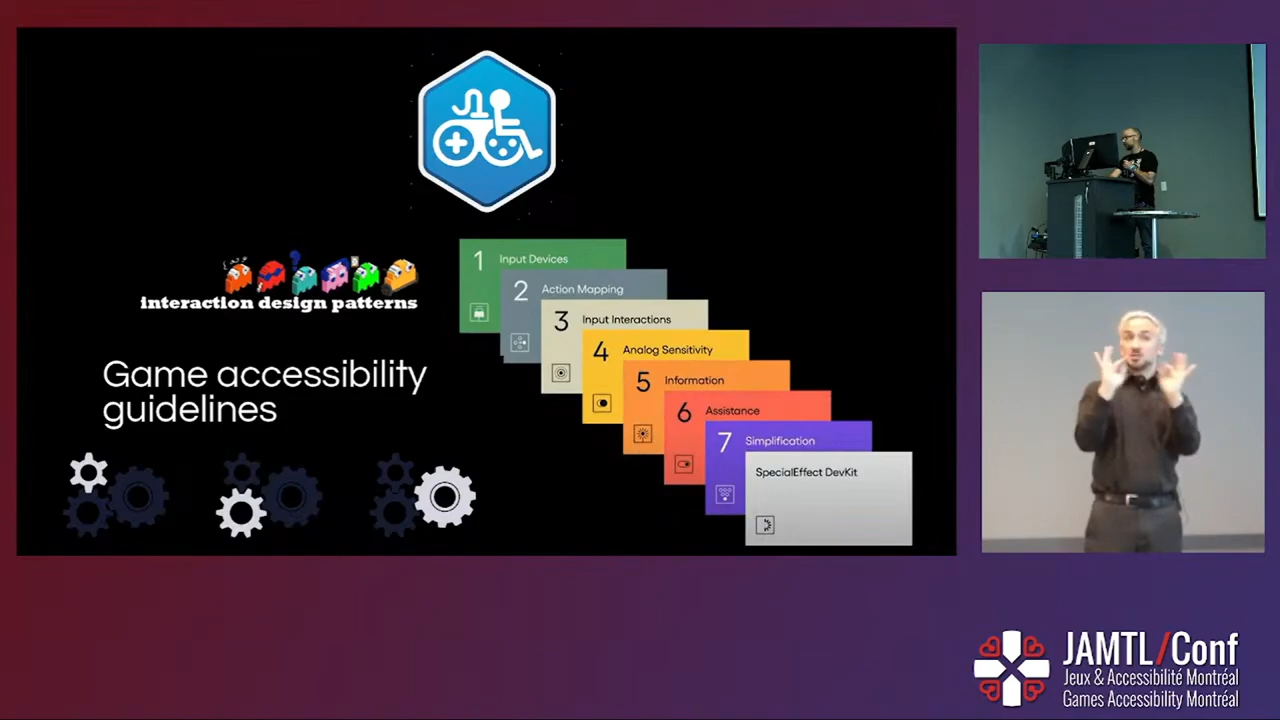 interaction design patterns
Game accessibility
guidelines
1 Input Devices
2 Action Mapping
3 Input Interactions
4 Analog Sensitivity
5 Information
6 Assistance
7 Simplification
SpecialEffect DevKit
JAMTL/Conf
Jeux & Accessibilité Montréal
Games Accessibility Montréal